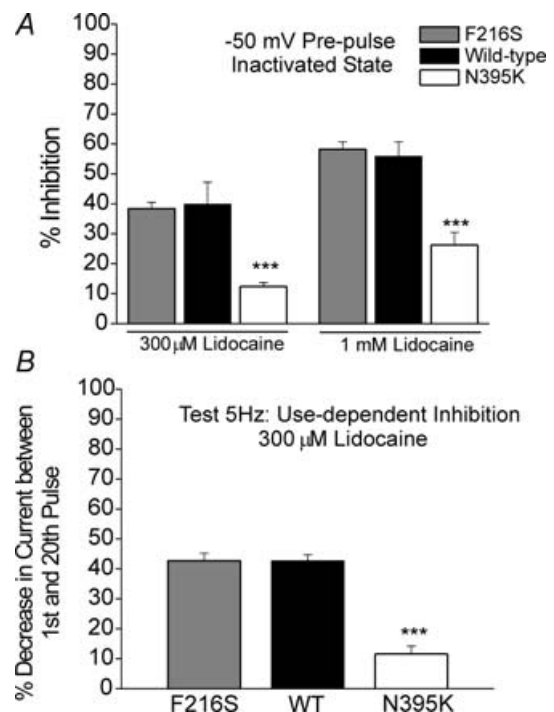 A
-50 mV Pre-pulse
Inactivated State
F216S
Wild-type
N395K
% Inhibition
100
90
80
70
60
50
40
30
20
10
0
***
***
300 µM Lidocaine
1 mM Lidocaine
B
Test 5Hz: Use-dependent Inhibition
300 µM Lidocaine
% Decrease in Current between
1st and 20th Pulse
100
90
80
70
60
50
40
30
20
10
0
***
F216S
WT
N395K